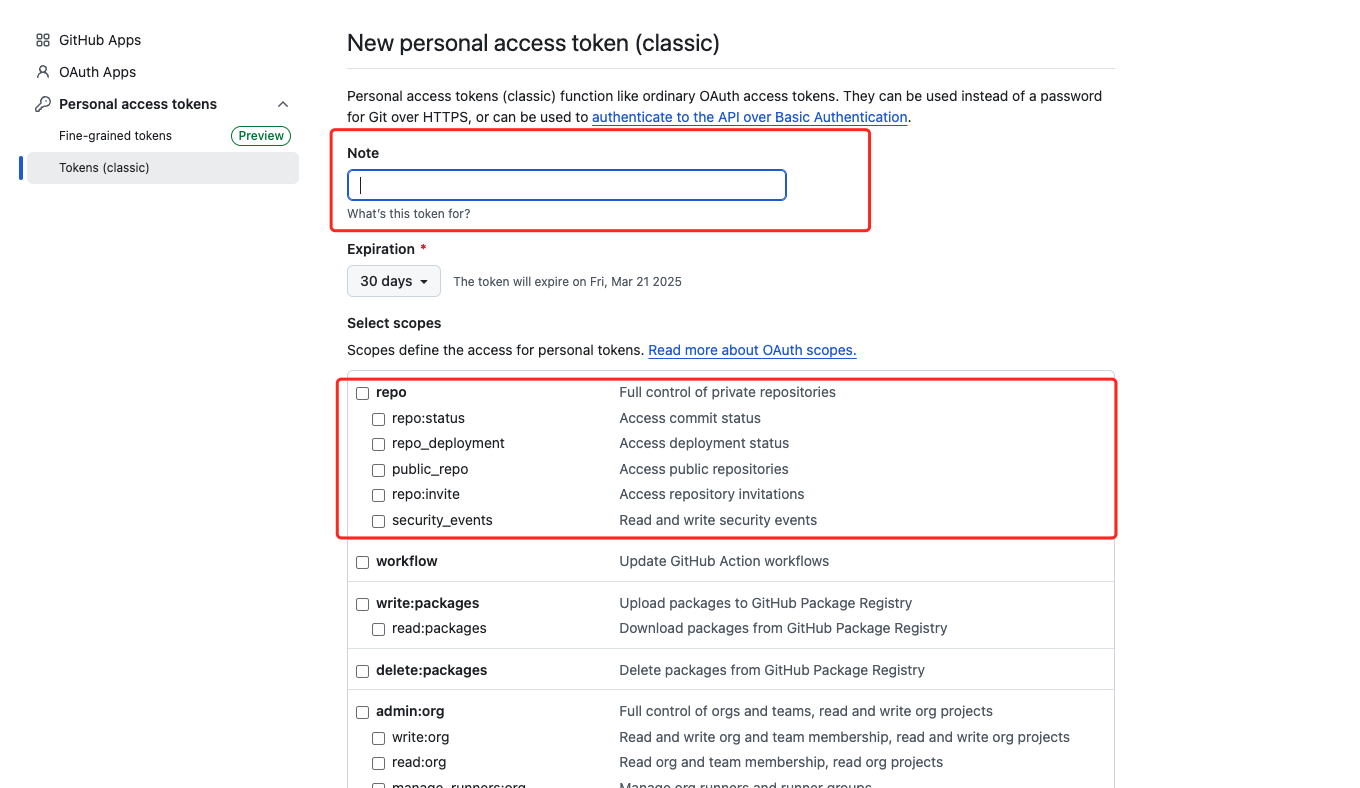 GitHub Apps
OAuth Apps
Personal access tokens
Fine-grained tokens Preview
Tokens (classic)
New personal access token (classic)
Personal access tokens (classic) function like ordinary OAuth access tokens. They can be used instead of a password
for Git over HTTPS, or can be used to authenticate to the API over Basic Authentication.
Note
What's this token for?
Expiration *
30 days The token will expire on Fri, Mar 21 2025
Select scopes
Scopes define the access for personal tokens. Read more about OAuth scopes.
repo Full control of private repositories
repo:status Access commit status
repo_deployment Access deployment status
public_repo Access public repositories
repo:invite Access repository invitations
security_events Read and write security events
workflow Update GitHub Action workflows
write:packages Upload packages to GitHub Package Registry
read:packages Download packages from GitHub Package Registry
delete:packages Delete packages from GitHub Package Registry
admin:org Full control of orgs and teams, read and write org projects
write:org Read and write org and team membership, read and write org projects
read:org Read org and team membership, read org projects
manage_runners:org Manage org runners and runner groups